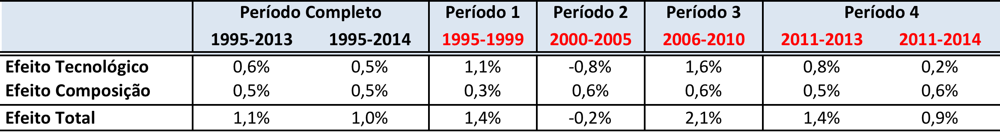 Período Completo Período 1 Período 2 Período 3 Período 4
1995-2013 1995-2014 1995-1999 2000-2005 2006-2010 2011-2013 2011-2014
Efeito Tecnológico 0,6% 0,5% 1,1% -0,8% 1,6% 0,8% 0,2%
Efeito Composição 0,5% 0,5% 0,3% 0,6% 0,6% 0,5% 0,6%
Efeito Total 1,1% 1,0% 1,4% -0,2% 2,1% 1,4% 0,9%